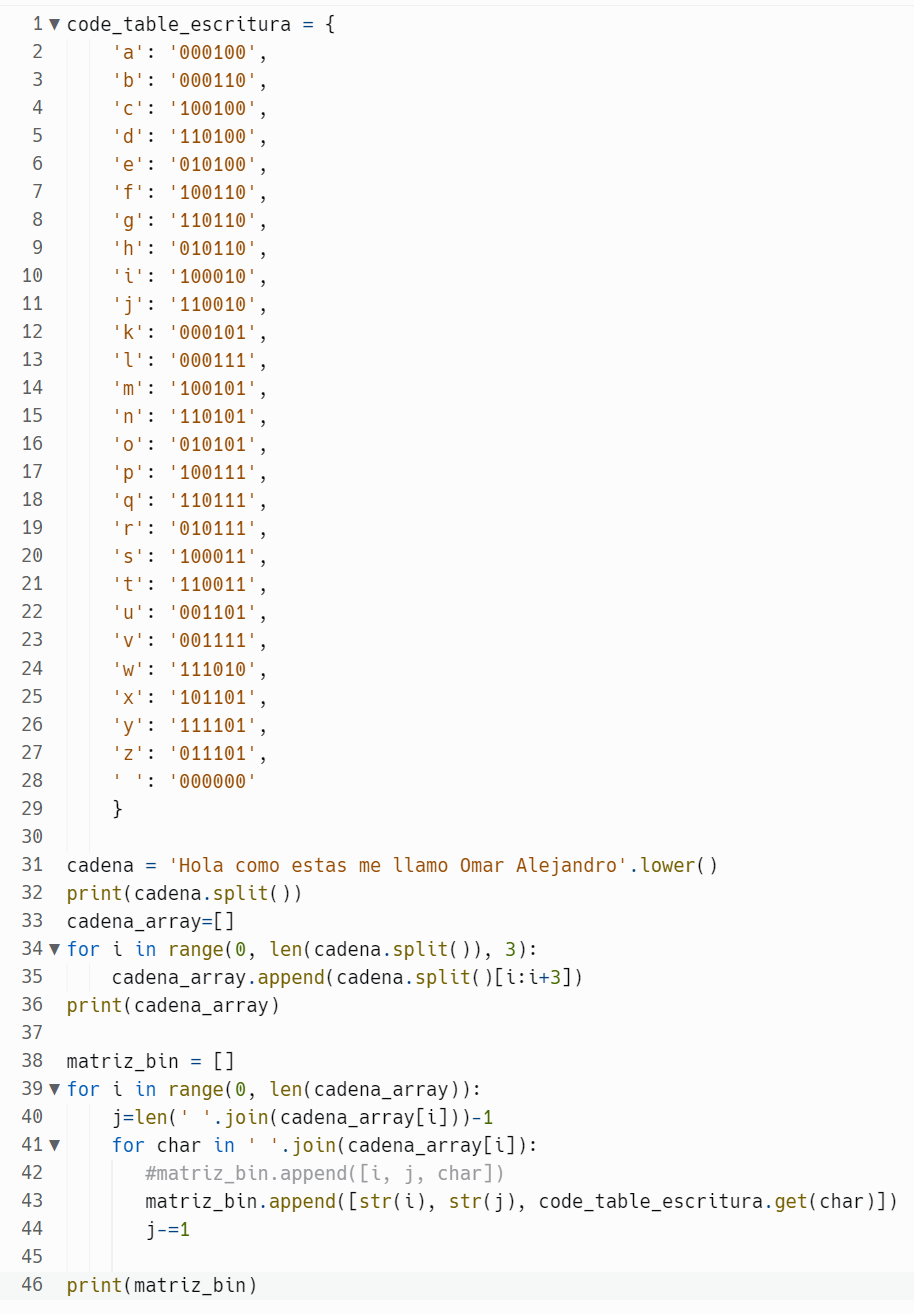 1 code_table_escritura = {
2 'a': '000100',
3 'b': '000110',
4 'c': '100100',
5 'd': '110100',
6 'e': '010100',
7 'f': '100110',
8 'g': '110110',
9 'h': '010110',
10 'i': '100010',
11 'j': '110010',
12 'k': '000101',
13 'l': '000111',
14 'm': '100101',
15 'n': '110101',
16 'o': '010101',
17 'p': '100111',
18 'q': '110111',
19 'r': '010111',
20 's': '100011',
21 't': '110011',
22 'u': '001101',
23 'v': '001111',
24 'w': '111010',
25 'x': '101101',
26 'y': '111101',
27 'z': '011101',
28 ' ': '000000'
29 }
30
31 cadena = 'Hola como estas me llamo Omar Alejandro'.lower()
32 print(cadena.split())
33 cadena_array=[]
34 for i in range(0, len(cadena.split()), 3):
35 cadena_array.append(cadena.split()[i:i+3])
36 print(cadena_array)
37
38 matriz_bin = []
39 for i in range(0, len(cadena_array)):
40 j=len(' '.join(cadena_array[i]))-1
41 for char in ' '.join(cadena_array[i]):
42 #matriz_bin.append([i, j, char])
43 matriz_bin.append([str(i), str(j), code_table_escritura.get(char)])
44 j-=1
45
46 print(matriz_bin)